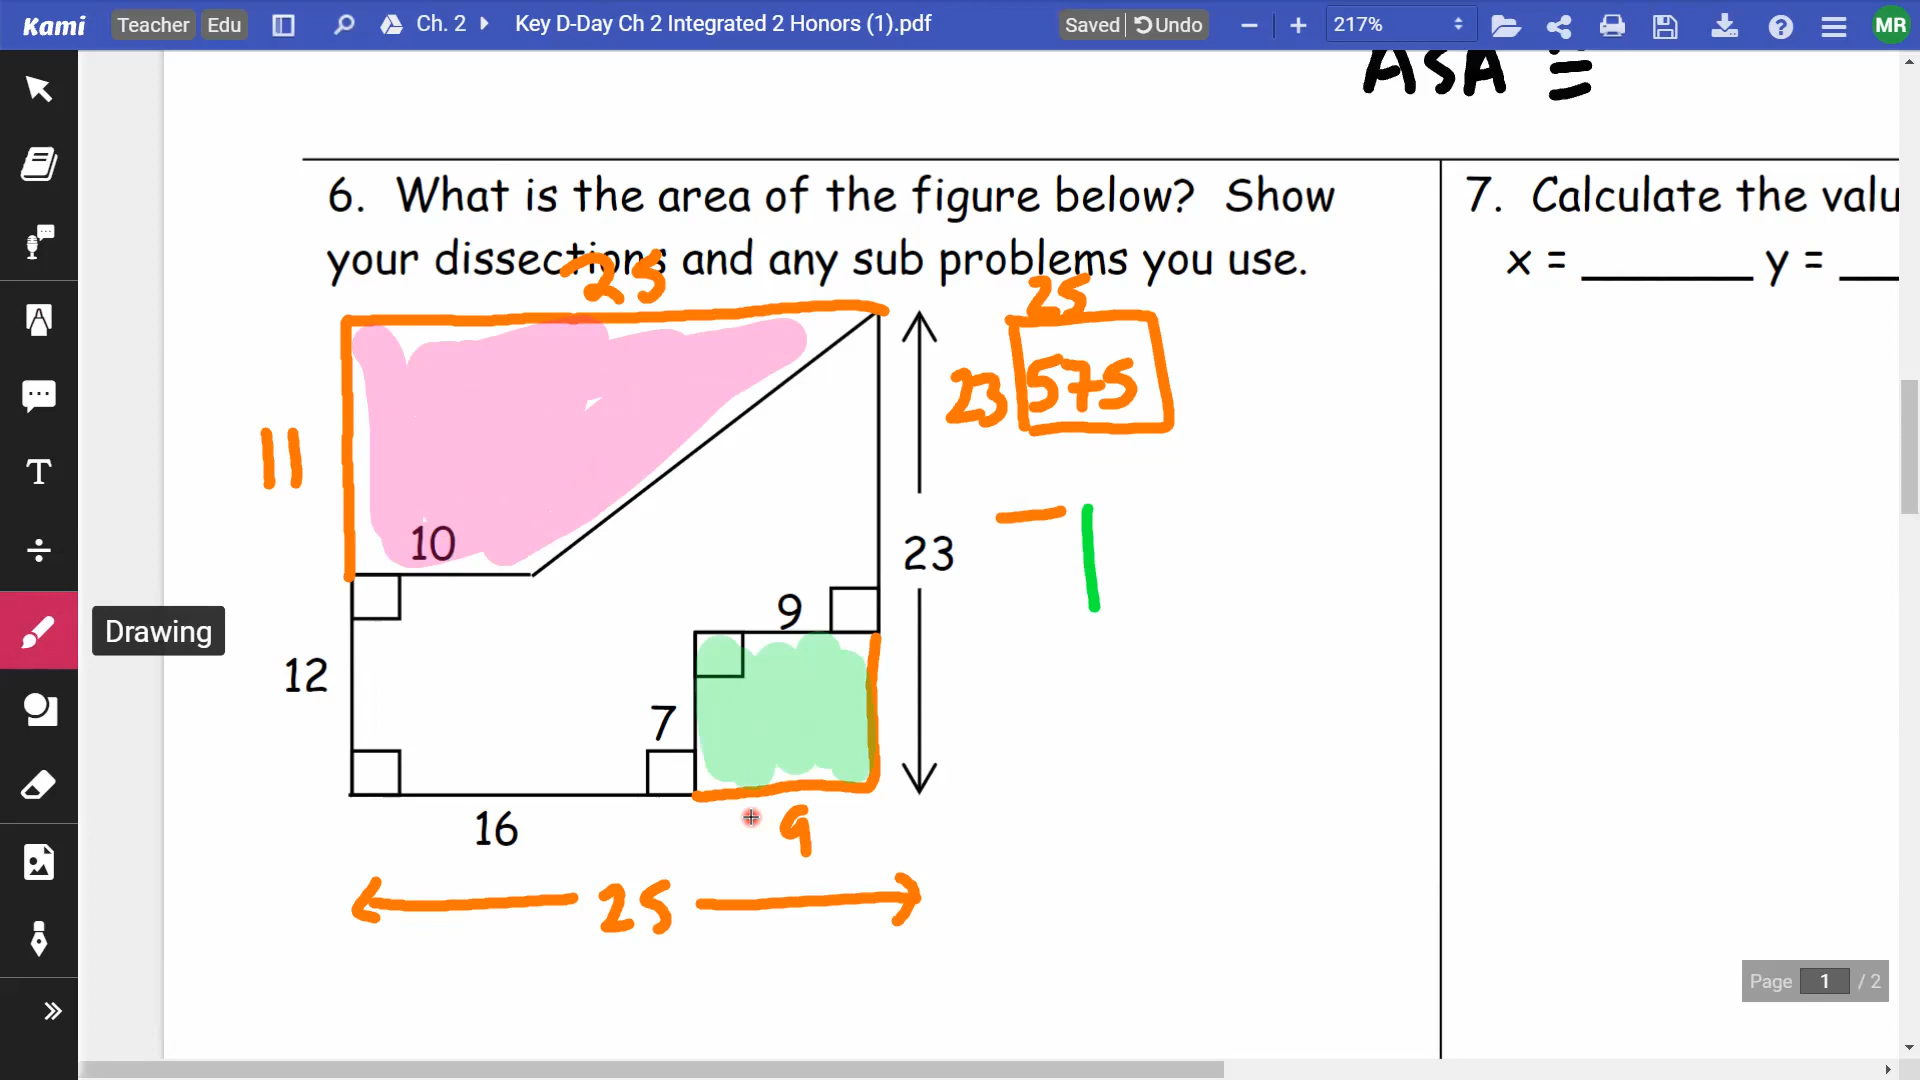 Kami Teacher Edu Ch. 2 Key D-Day Ch 2 Integrated 2 Honors (1).pdf Saved Undo 217% MR
ASA ≅
6. What is the area of the figure below? Show
your dissections and any sub problems you use.
7. Calculate the valu
x = ________ y = ___
25
25
23 575
11
10
−
23
9
12
7
16
9
25
Drawing
Page 1 / 2